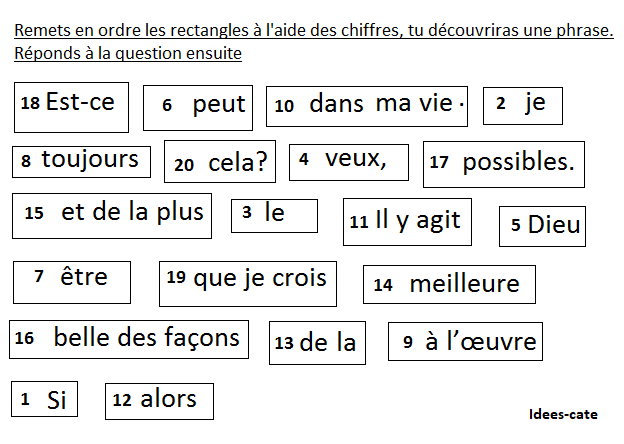 Remets en ordre les rectangles à l'aide des chiffres, tu découvriras une phrase.
Réponds à la question ensuite
18 Est-ce 6 peut 10 dans ma vie. 2 je
8 toujours 20 cela? 4 veux, 17 possibles.
15 et de la plus 3 le 11 Il y agit 5 Dieu
7 être 19 que je crois 14 meilleure
16 belle des façons 13 de la 9 à l’œuvre
1 Si 12 alors
Idees-cate